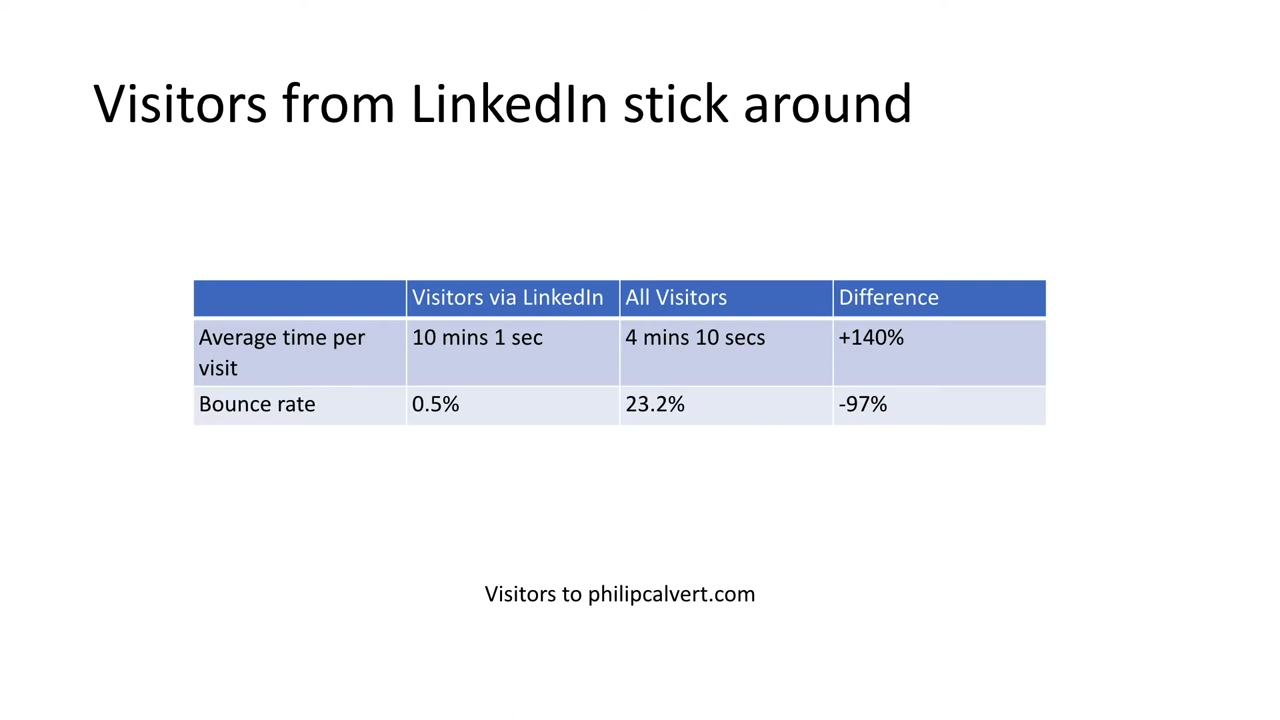 Visitors from LinkedIn stick around
Visitors via LinkedIn All Visitors Difference
Average time per visit 10 mins 1 sec 4 mins 10 secs +140%
Bounce rate 0.5% 23.2% -97%
Visitors to philipcalvert.com